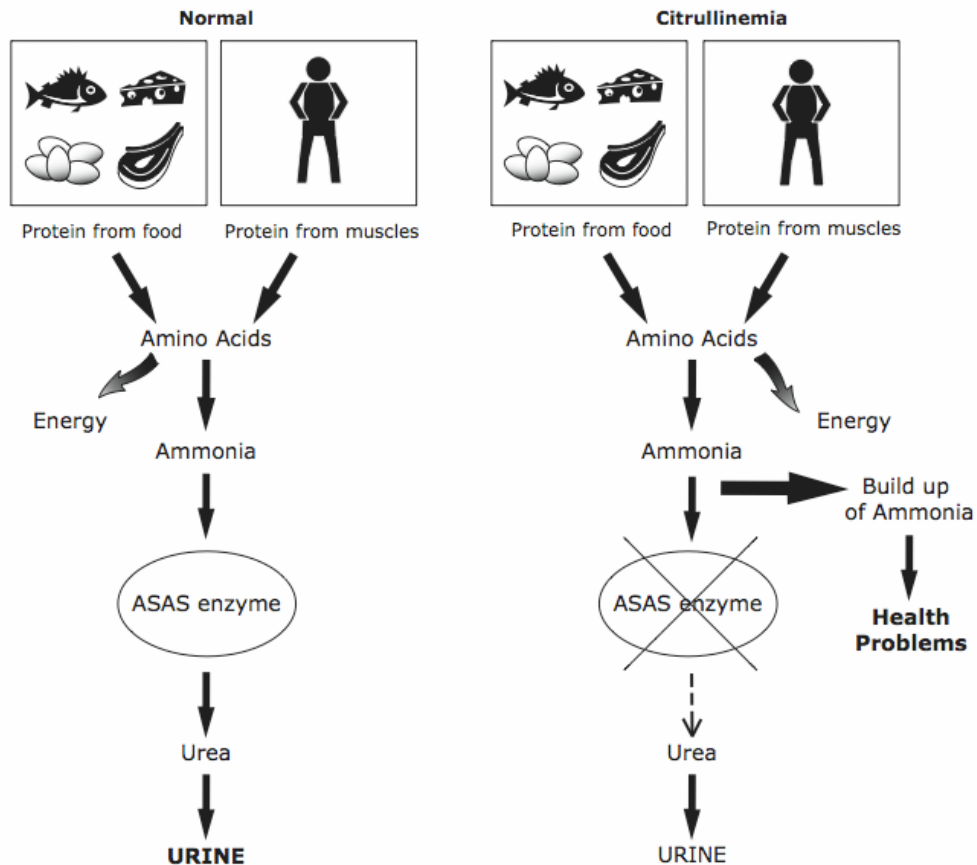 Normal
Protein from food
Protein from muscles
Amino Acids
Energy
Ammonia
ASAS enzyme
Urea
URINE
Citrullinemia
Protein from food
Protein from muscles
Amino Acids
Energy
Ammonia
Build up
of Ammonia
ASAS enzyme
Health
Problems
Urea
URINE